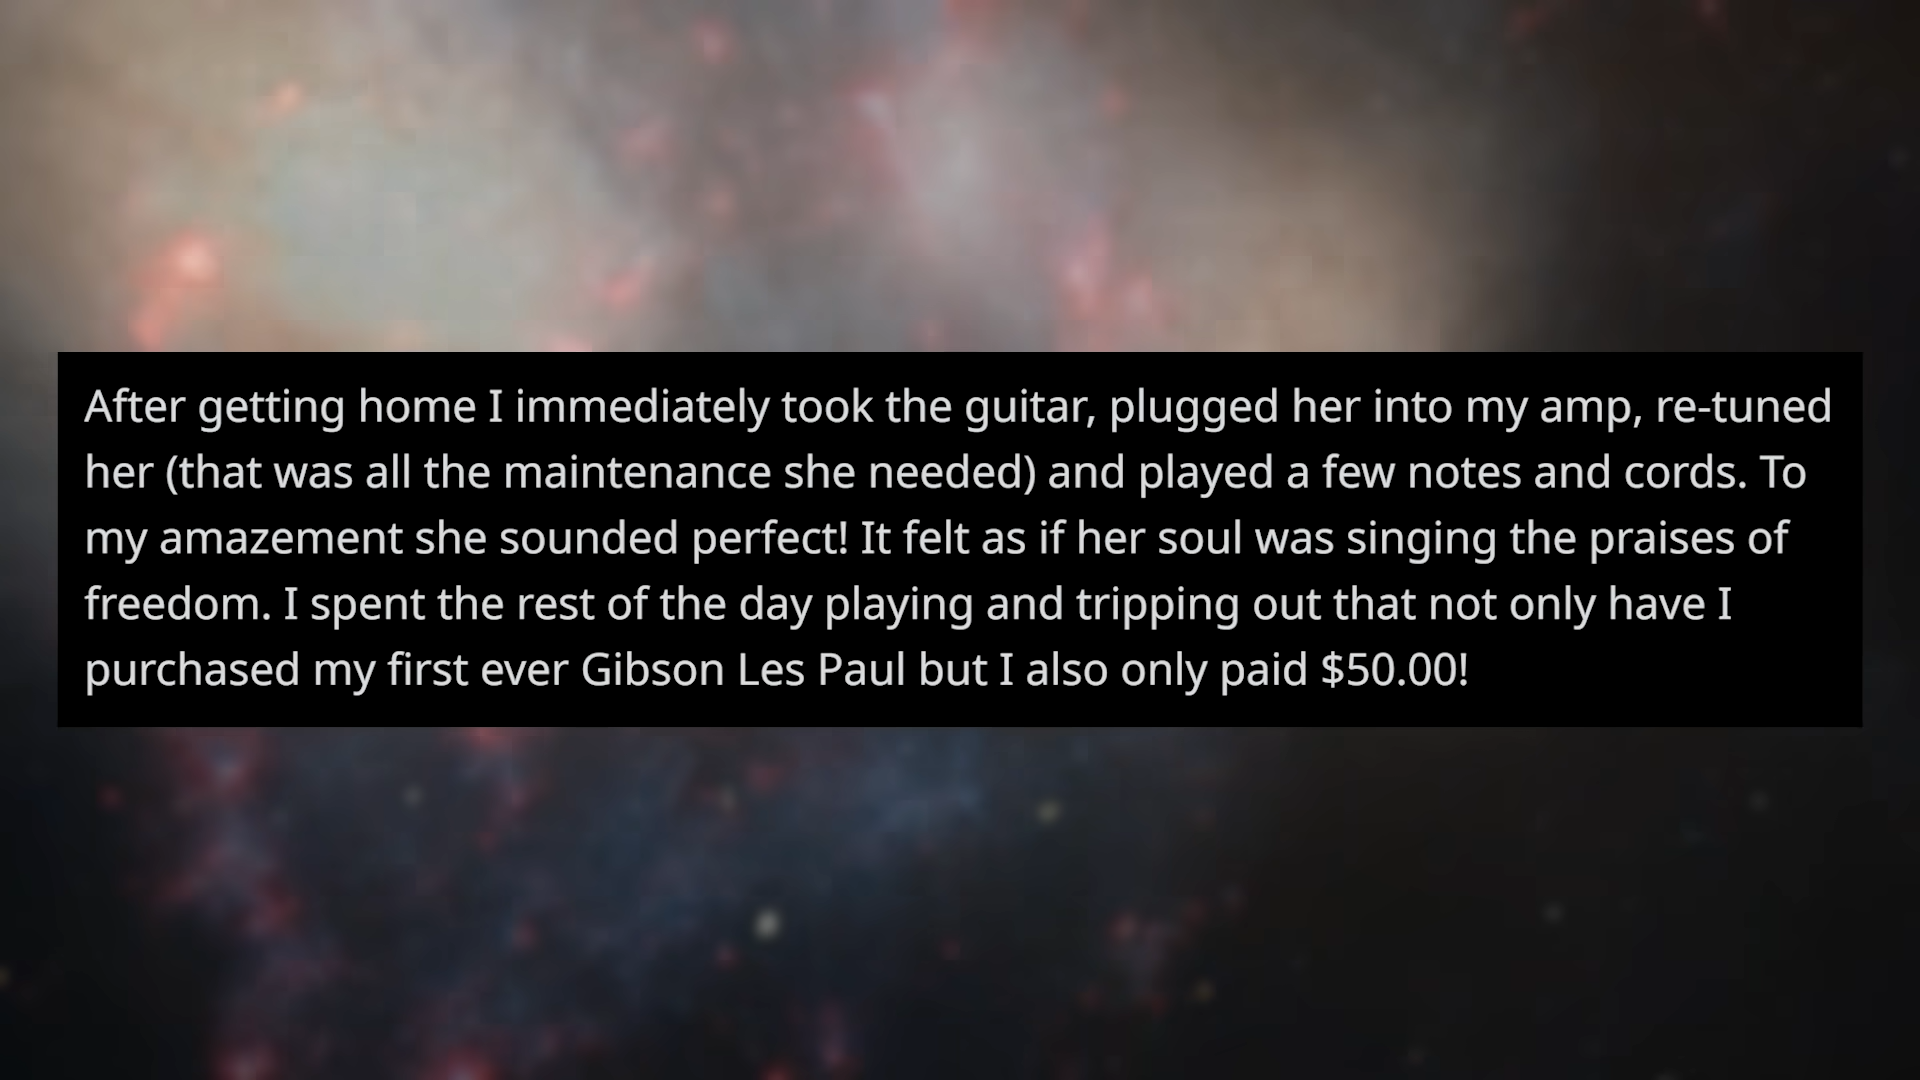 After getting home I immediately took the guitar, plugged her into my amp, re-tuned
her (that was all the maintenance she needed) and played a few notes and cords. To
my amazement she sounded perfect! It felt as if her soul was singing the praises of
freedom. I spent the rest of the day playing and tripping out that not only have I
purchased my first ever Gibson Les Paul but I also only paid $50.00!